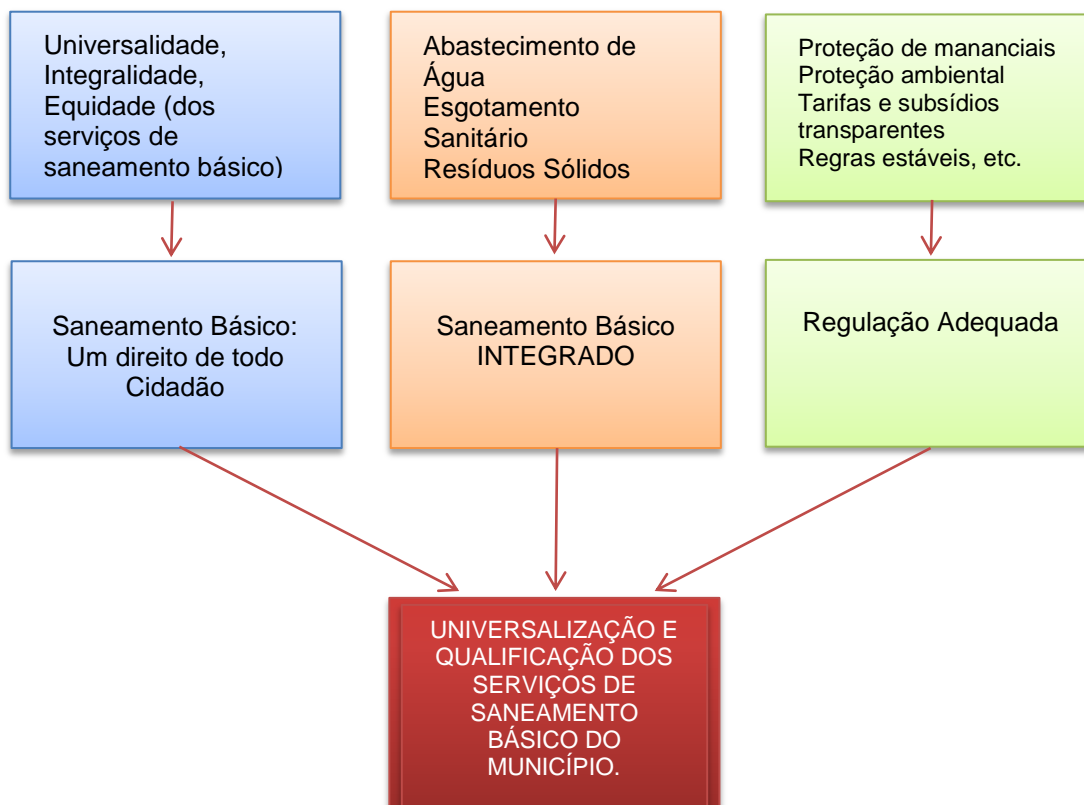 Universalidade,
Integralidade,
Equidade (dos
serviços de
saneamento básico)
Abastecimento de
Água
Esgotamento
Sanitário
Resíduos Sólidos
Proteção de mananciais
Proteção ambiental
Tarifas e subsídios
transparentes
Regras estáveis, etc.
Saneamento Básico:
Um direito de todo
Cidadão
Saneamento Básico
INTEGRADO
Regulação Adequada
UNIVERSALIZAÇÃO E
QUALIFICAÇÃO DOS
SERVIÇOS DE
SANEAMENTO
BÁSICO DO
MUNICÍPIO.